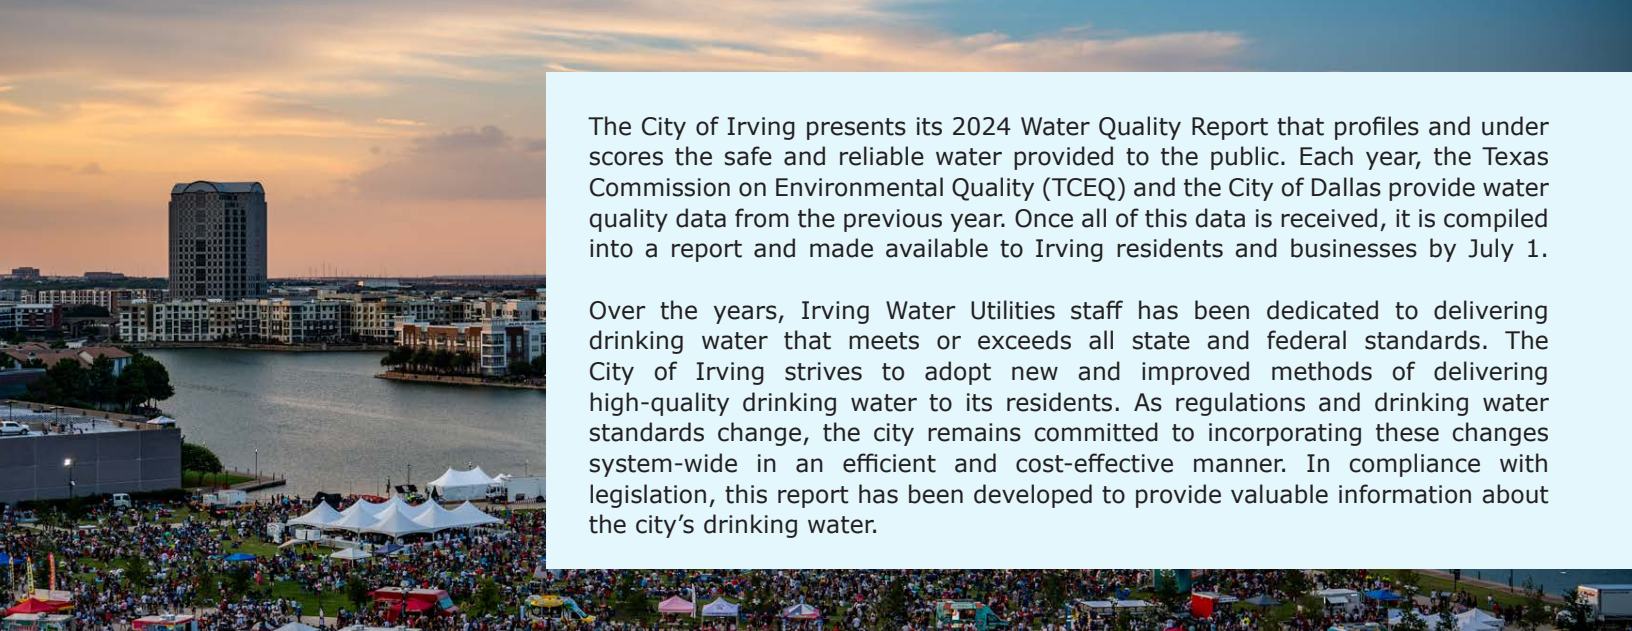 The City of Irving presents its 2024 Water Quality Report that profiles and under
scores the safe and reliable water provided to the public. Each year, the Texas
Commission on Environmental Quality (TCEQ) and the City of Dallas provide water
quality data from the previous year. Once all of this data is received, it is compiled
into a report and made available to Irving residents and businesses by July 1.
Over the years, Irving Water Utilities staff has been dedicated to delivering
drinking water that meets or exceeds all state and federal standards. The
City of Irving strives to adopt new and improved methods of delivering
high-quality drinking water to its residents. As regulations and drinking water
standards change, the city remains committed to incorporating these changes
system-wide in an efficient and cost-effective manner. In compliance with
legislation, this report has been developed to provide valuable information about
the city’s drinking water.